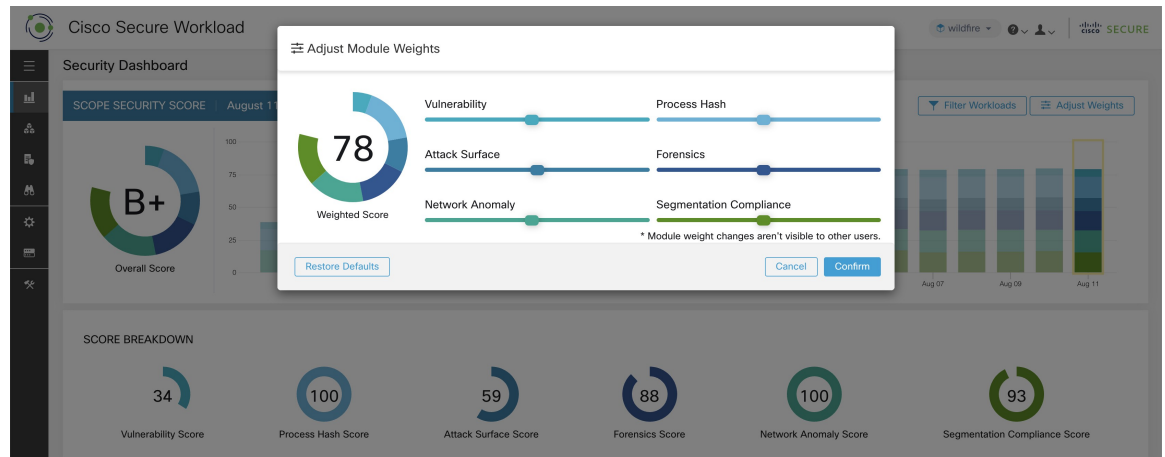 Cisco Secure Workload
wildfire
CISCO SECURE
Security Dashboard
SCOPE SECURITY SCORE August 11
Filter Workloads
Adjust Weights
B+
Overall Score
100
75
50
25
0
Aug 07 Aug 09 Aug 11
Adjust Module Weights
78
Weighted Score
Vulnerability Process Hash
Attack Surface Forensics
Network Anomaly Segmentation Compliance
* Module weight changes aren't visible to other users.
Restore Defaults Cancel Confirm
SCORE BREAKDOWN
34 100 59 88 100 93
Vulnerability Score Process Hash Score Attack Surface Score Forensics Score Network Anomaly Score Segmentation Compliance Score